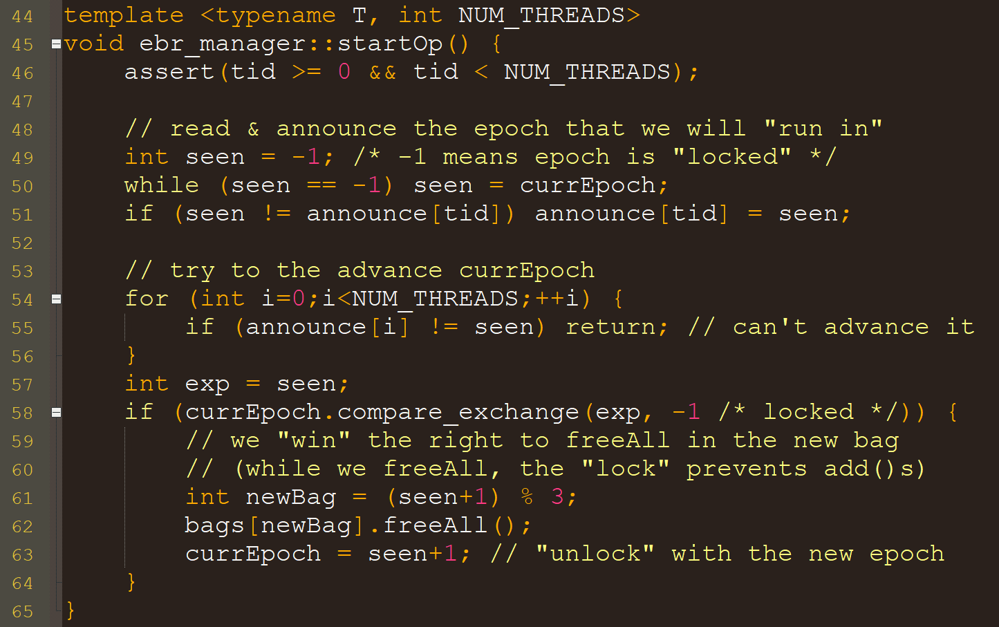 44 template <typename T, int NUM_THREADS>
45 void ebr_manager::startOp() {
46     assert(tid >= 0 && tid < NUM_THREADS);
47
48     // read & announce the epoch that we will "run in"
49     int seen = -1; /* -1 means epoch is "locked" */
50     while (seen == -1) seen = currEpoch;
51     if (seen != announce[tid]) announce[tid] = seen;
52
53     // try to the advance currEpoch
54     for (int i=0;i<NUM_THREADS;++i) {
55         if (announce[i] != seen) return; // can't advance it
56     }
57     int exp = seen;
58     if (currEpoch.compare_exchange(exp, -1 /* locked */)) {
59         // we "win" the right to freeAll in the new bag
60         // (while we freeAll, the "lock" prevents add()s)
61         int newBag = (seen+1) % 3;
62         bags[newBag].freeAll();
63         currEpoch = seen+1; // "unlock" with the new epoch
64     }
65 }